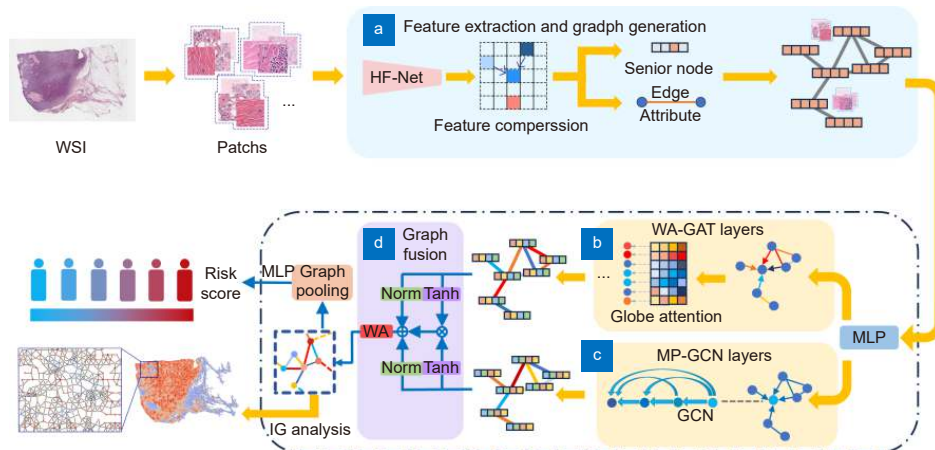 a
Feature extraction and gradph generation
HF-Net
Senior node
Edge
Attribute
Feature comperssion
WSI
Patchs
...
d
Graph
fusion
b
WA-GAT layers
...
Globe attention
Risk
score
MLP
Graph
pooling
Norm
Tanh
WA
Norm
Tanh
MLP
c
MP-GCN layers
GCN
IG analysis